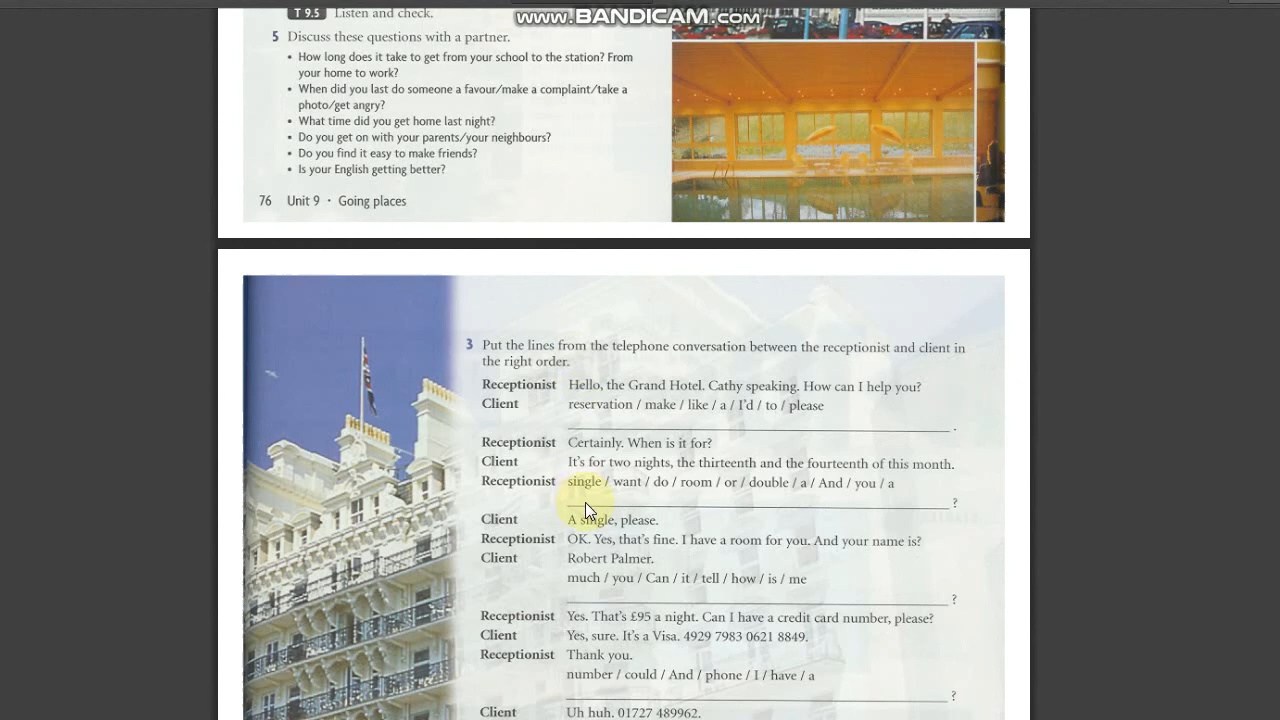 www.BANDICAM.com
T 9.5 Listen and check.
5 Discuss these questions with a partner.
• How long does it take to get from your school to the station? From
your home to work?
• When did you last do someone a favour/make a complaint/take a
photo/get angry?
• What time did you get home last night?
• Do you get on with your parents/your neighbours?
• Do you find it easy to make friends?
• Is your English getting better?
76 Unit 9 • Going places
3 Put the lines from the telephone conversation between the receptionist and client in
the right order.
Receptionist Hello, the Grand Hotel. Cathy speaking. How can I help you?
Client reservation / make / like / a / I'd / to / please
.
Receptionist Certainly. When is it for?
Client It's for two nights, the thirteenth and the fourteenth of this month.
Receptionist single / want / do / room / or / double / a / And / you / a
?
Client A single, please.
Receptionist OK. Yes, that's fine. I have a room for you. And your name is?
Client Robert Palmer.
much / you / Can / it / tell / how / is / me
?
Receptionist Yes. That's £95 a night. Can I have a credit card number, please?
Client Yes, sure. It's a Visa. 4929 7983 0621 8849.
Receptionist Thank you.
number / could / And / phone / I / have / a
?
Client Uh huh. 01727 489962.